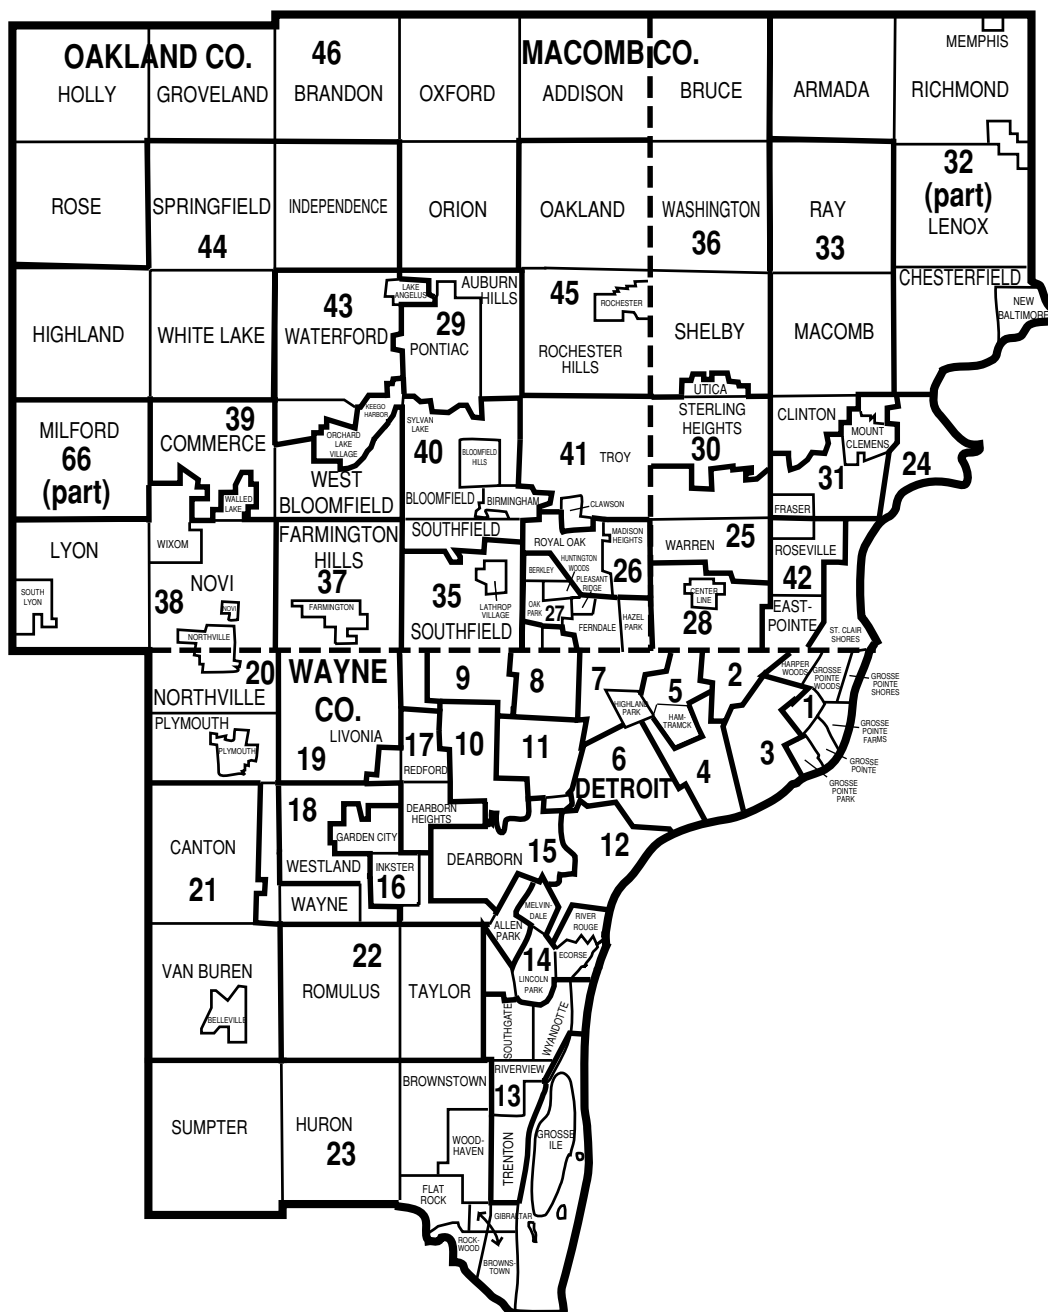 OAKLAND CO.
46
MACOMB CO.
MEMPHIS
HOLLY
GROVELAND
BRANDON
OXFORD
ADDISON
BRUCE
ARMADA
RICHMOND
ROSE
SPRINGFIELD
44
INDEPENDENCE
ORION
OAKLAND
WASHINGTON
36
RAY
33
32
(part)
LENOX
HIGHLAND
WHITE LAKE
43
WATERFORD
LAKE
ANGELUS
AUBURN
HILLS
29
PONTIAC
45
ROCHESTER
ROCHESTER
HILLS
SHELBY
UTICA
MACOMB
CHESTERFIELD
NEW
BALTIMORE
MILFORD
66
(part)
39
COMMERCE
WALLED
LAKE
KEEGO
HARBOR
ORCHARD
LAKE
VILLAGE
WEST
BLOOMFIELD
SYLVAN
LAKE
40
BLOOMFIELD
HILLS
BLOOMFIELD
BIRMINGHAM
41
TROY
CLAWSON
STERLING
HEIGHTS
30
CLINTON
MOUNT
CLEMENS
31
24
FRASER
LYON
SOUTH
LYON
WIXOM
NOVI
38
NOVI
NORTHVILLE
FARMINGTON
HILLS
37
FARMINGTON
SOUTHFIELD
35
LATHROP
VILLAGE
SOUTHFIELD
ROYAL OAK
MADISON
HEIGHTS
BERKLEY
HUNTINGTON
WOODS
PLEASANT
RIDGE
26
OAK
PARK
27
FERNDALE
HAZEL
PARK
WARREN
25
CENTER
LINE
28
ROSEVILLE
42
EAST-
POINTE
ST. CLAIR
SHORES
20
NORTHVILLE
PLYMOUTH
PLYMOUTH
WAYNE
CO.
LIVONIA
19
9
8
7
17
REDFORD
10
11
HIGHLAND
PARK
5
HAM-
TRAMCK
2
HARPER
WOODS
GROSSE
POINTE
WOODS
GROSSE
POINTE
SHORES
1
GROSSE
POINTE
FARMS
3
GROSSE
POINTE
GROSSE
POINTE
PARK
6
DETROIT
4
CANTON
21
18
GARDEN CITY
WESTLAND
WAYNE
INKSTER
16
DEARBORN
HEIGHTS
DEARBORN
15
12
MELVIN-
DALE
ALLEN
PARK
RIVER
ROUGE
ECORSE
14
LINCOLN
PARK
VAN BUREN
BELLEVILLE
22
ROMULUS
TAYLOR
SOUTHGATE
WYANDOTTE
SUMPTER
HURON
23
BROWNSTOWN
RIVERVIEW
13
WOOD-
HAVEN
TRENTON
GROSSE
ILE
FLAT
ROCK
GIBRALTAR
ROCK-
WOOD
BROWNS-
TOWN